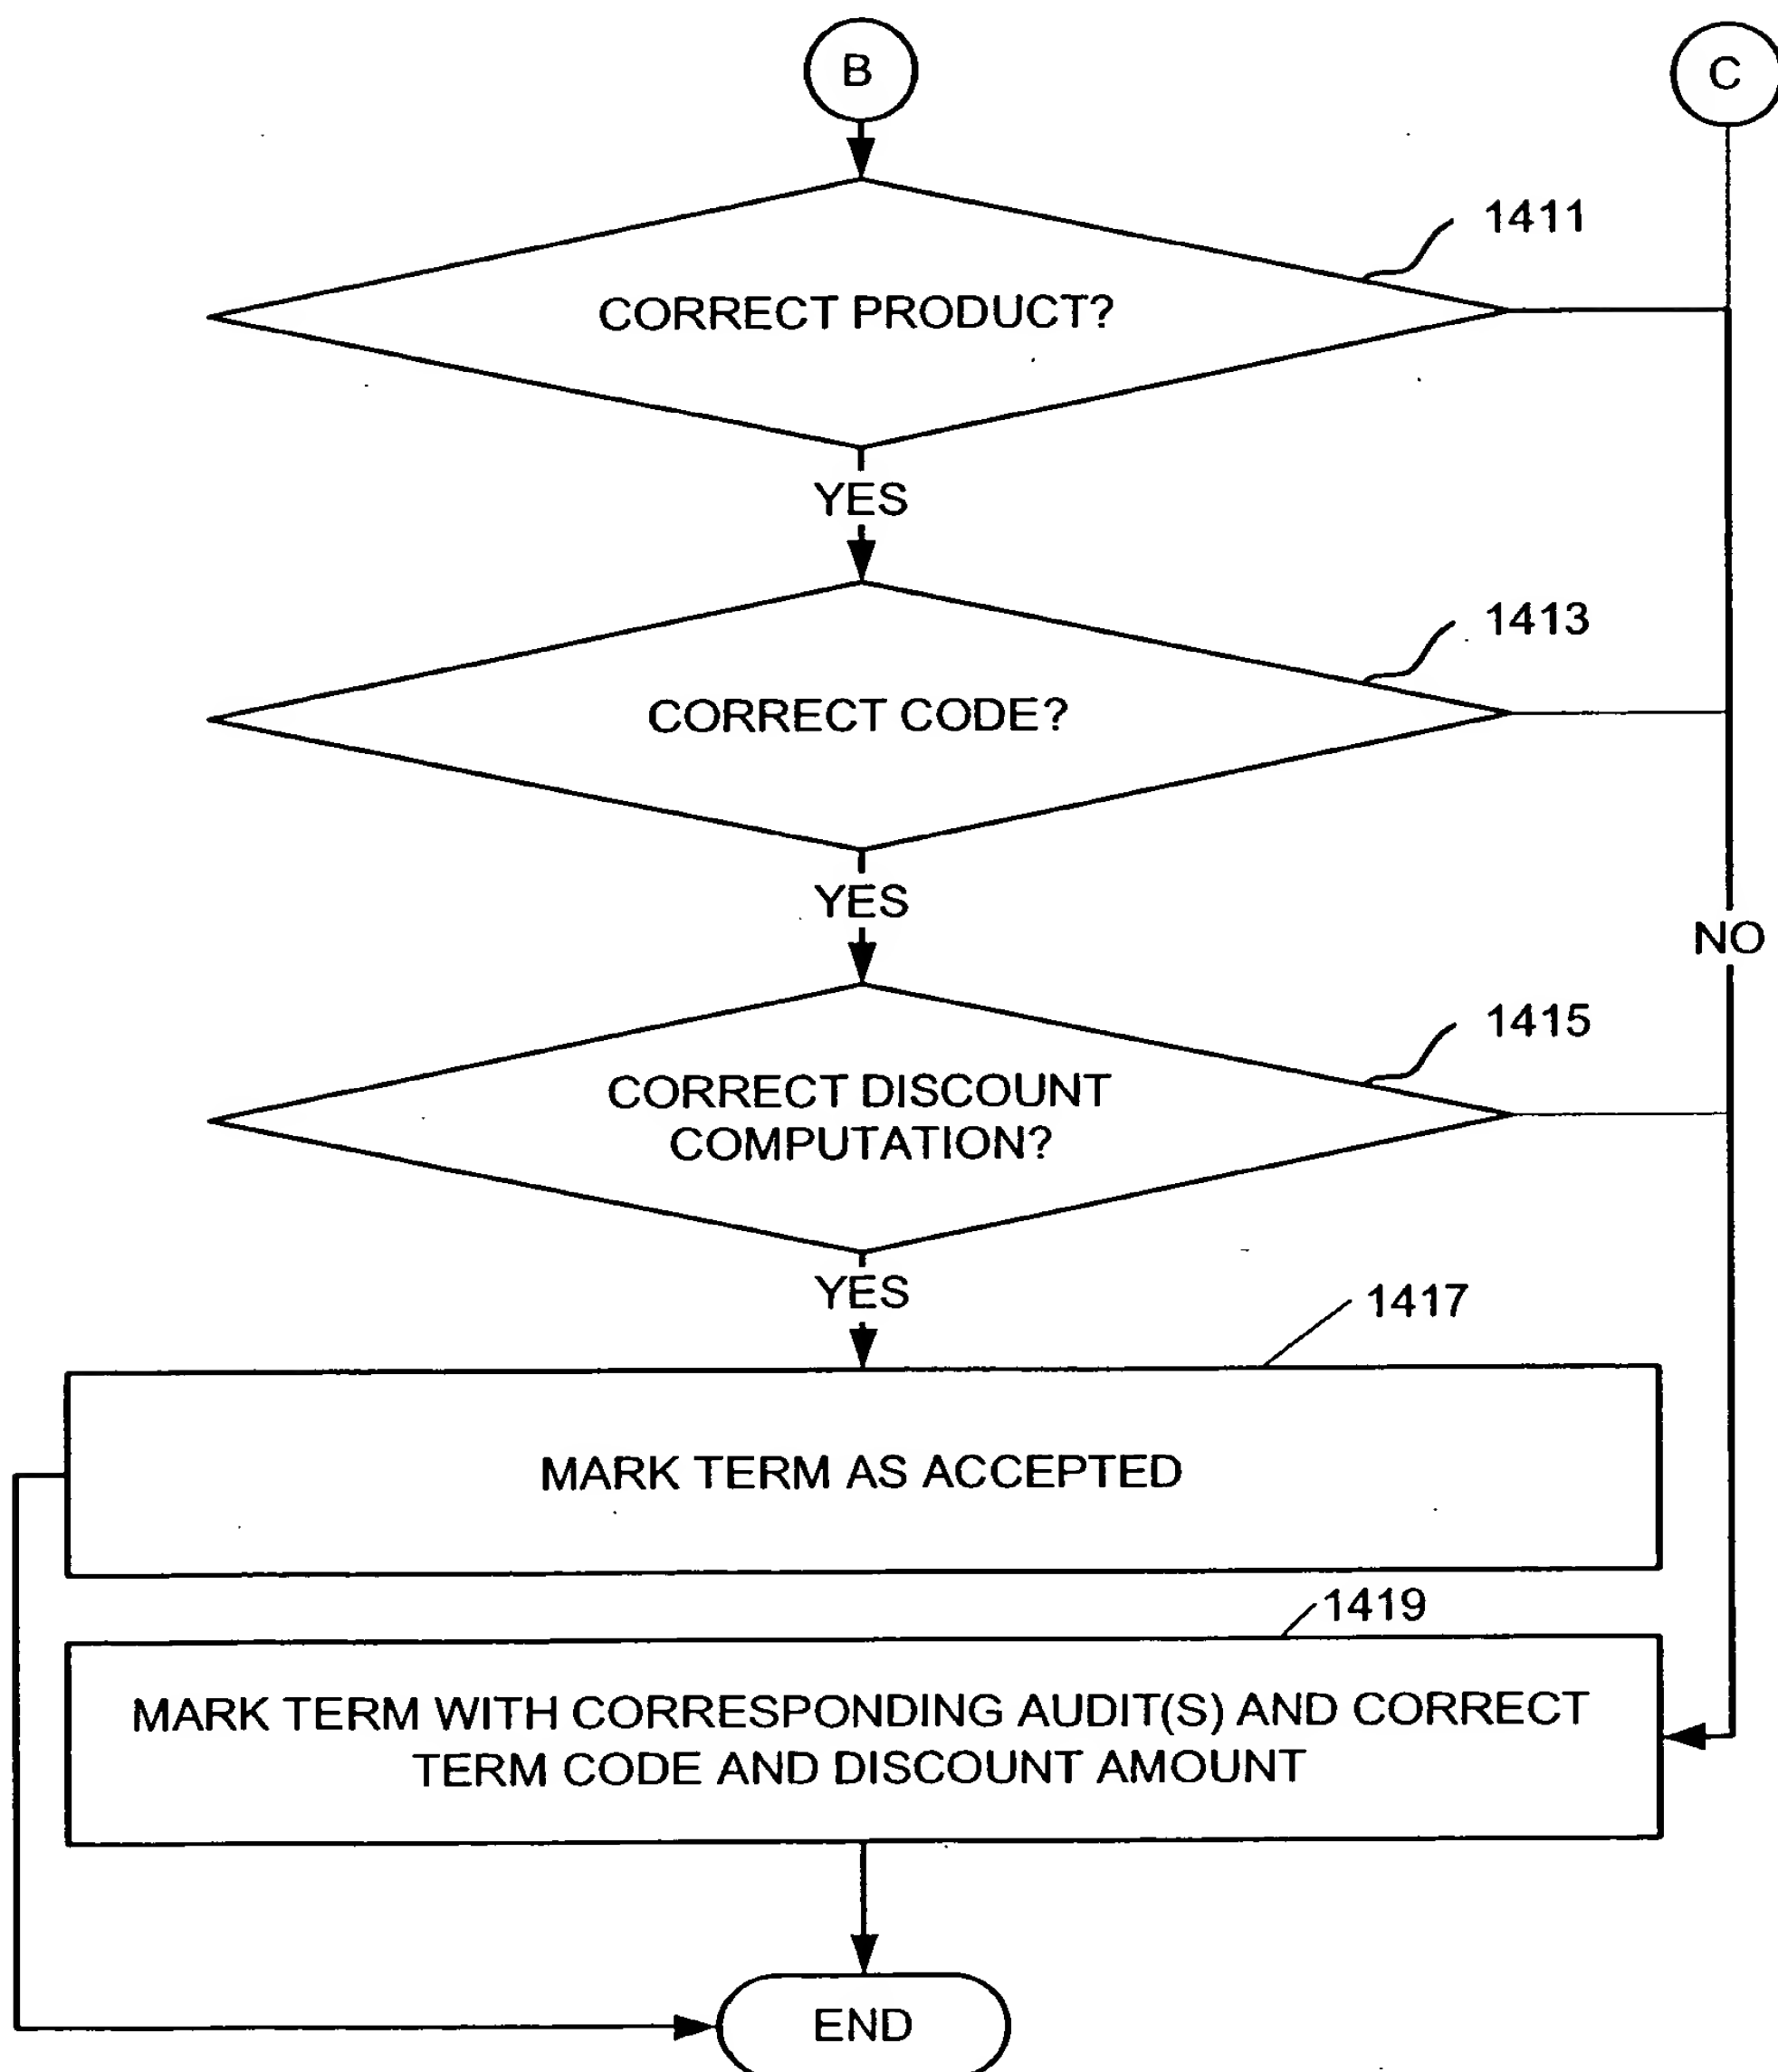 B
C
1411
CORRECT PRODUCT?
YES
1413
CORRECT CODE?
YES
NO
1415
CORRECT DISCOUNT
COMPUTATION?
YES
1417
MARK TERM AS ACCEPTED
1419
MARK TERM WITH CORRESPONDING AUDIT(S) AND CORRECT
TERM CODE AND DISCOUNT AMOUNT
END